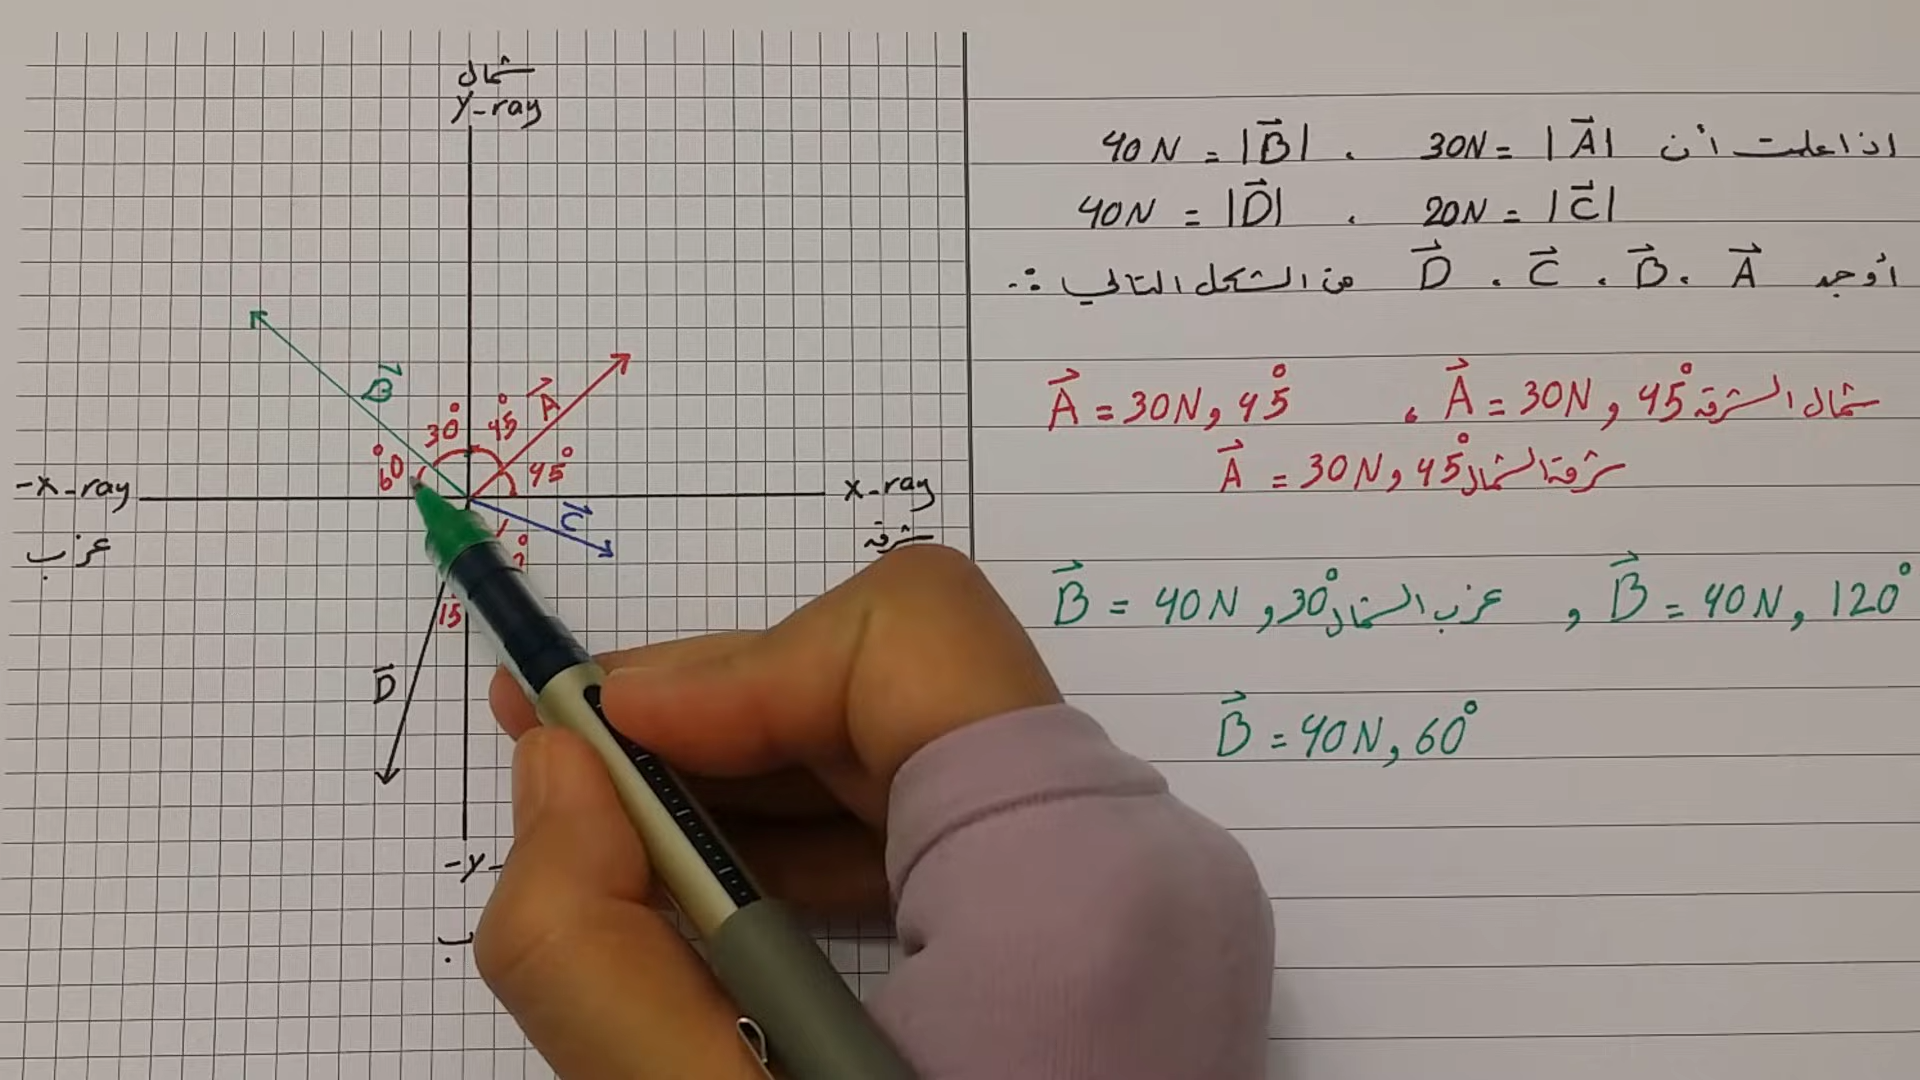 شمال
y-ray
B
A
30°
45°
60°
45°
-x-ray
x-ray
C
غرب
شرق
?°
15
D
-y-
ب
اذا علمت أن |A| = 30N ، |B| = 40N
|C| = 20N ، |D| = 40N
أوجد A ، B ، C ، D من الشكل التالي :-
A = 30N, 45° ، A = 30N, 45° شمال الشرق
A = 30N, 45° شرق الشمال
B = 40N, 30° غرب الشمال , B = 40N, 120°
B = 40N, 60°